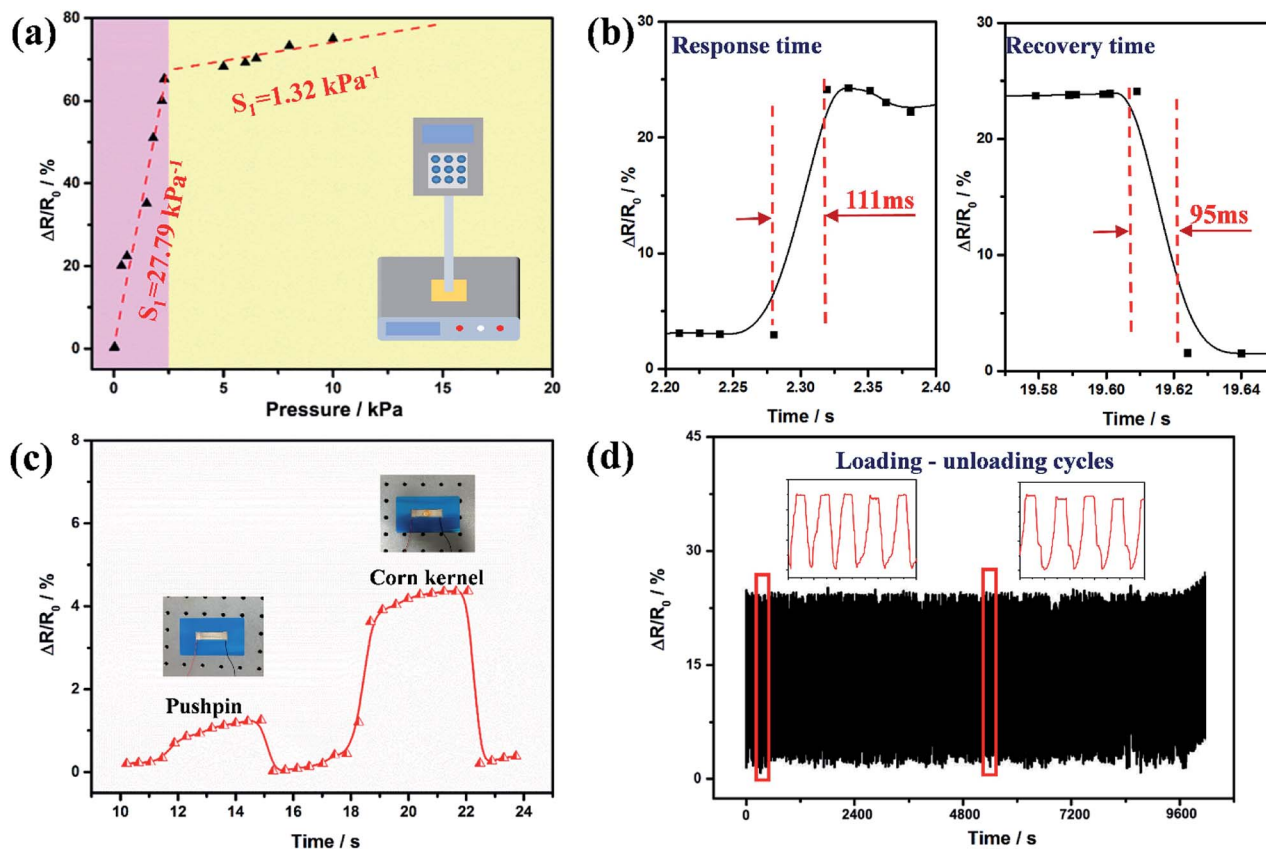 (a)
80
60
40
20
0
ΔR/R₀ / %
S₁=27.79 kPa⁻¹
S₁=1.32 kPa⁻¹
0 5 10 15 20
Pressure / kPa
(b)
Response time
30
25
20
15
10
5
0
ΔR/R₀ / %
111ms
2.20 2.25 2.30 2.35 2.40
Time / s
Recovery time
30
20
10
0
ΔR/R₀ / %
95ms
19.58 19.60 19.62 19.64
Time / s
(c)
8
6
4
2
0
ΔR/R₀ / %
Corn kernel
Pushpin
10 12 14 16 18 20 22 24
Time / s
(d)
Loading - unloading cycles
45
30
15
0
ΔR/R₀ / %
0 2400 4800 7200 9600
Time / s